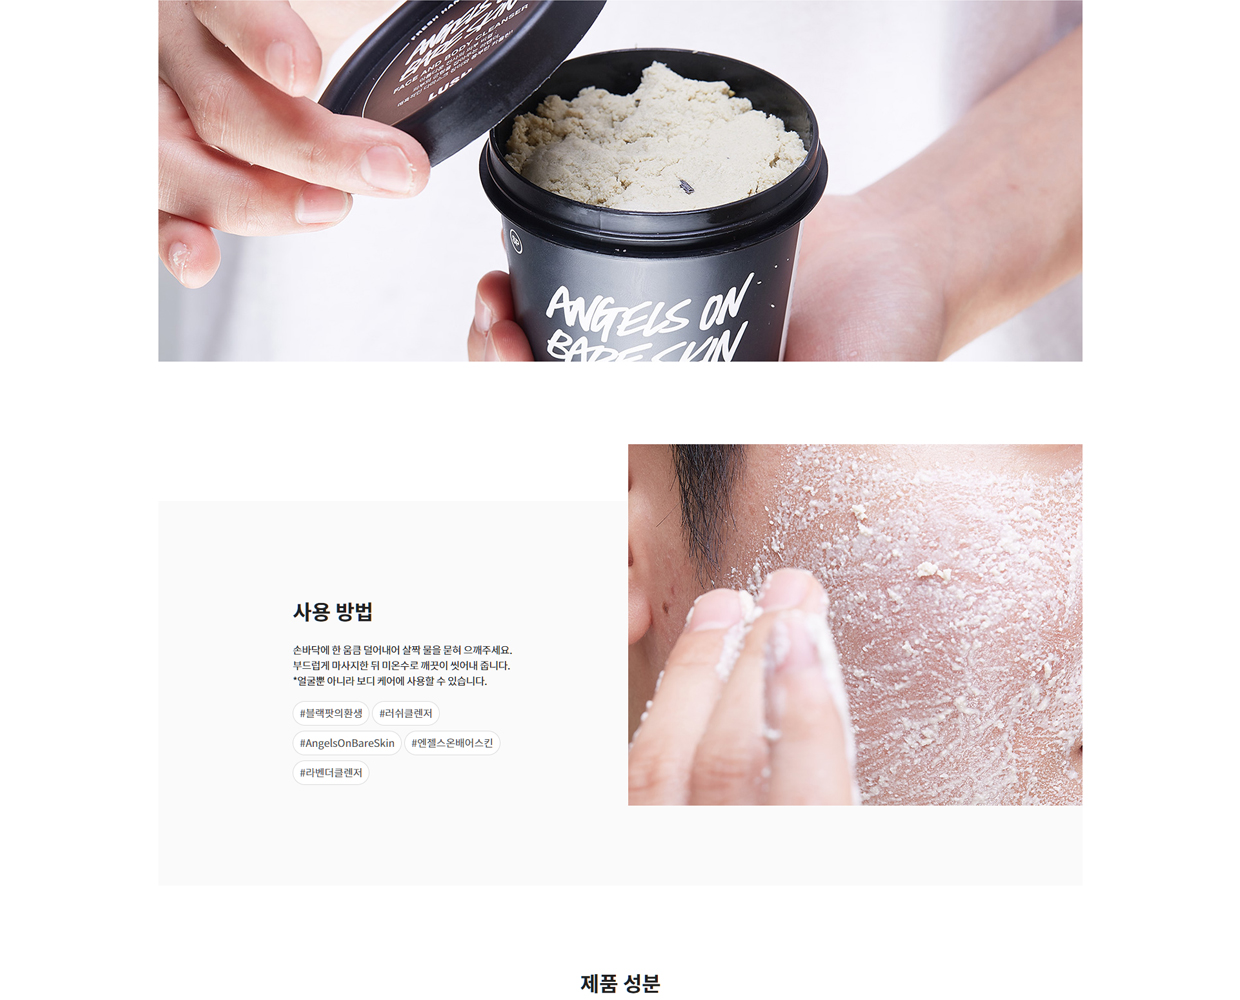 FRESH HAN
ANGELS
BARE SKIN
FACE AND BODY CLEANSER
LUSH
ANGELS ON
BARE SKIN
사용 방법
손바닥에 한 움큼 덜어내어 살짝 물을 묻혀 으깨주세요.
부드럽게 마사지한 뒤 미온수로 깨끗이 씻어내 줍니다.
*얼굴뿐 아니라 보디 케어에 사용할 수 있습니다.
#블랙팟의환생 #러쉬클렌저
#AngelsOnBareSkin #엔젤스온배어스킨
#라벤더클렌저
제품 성분